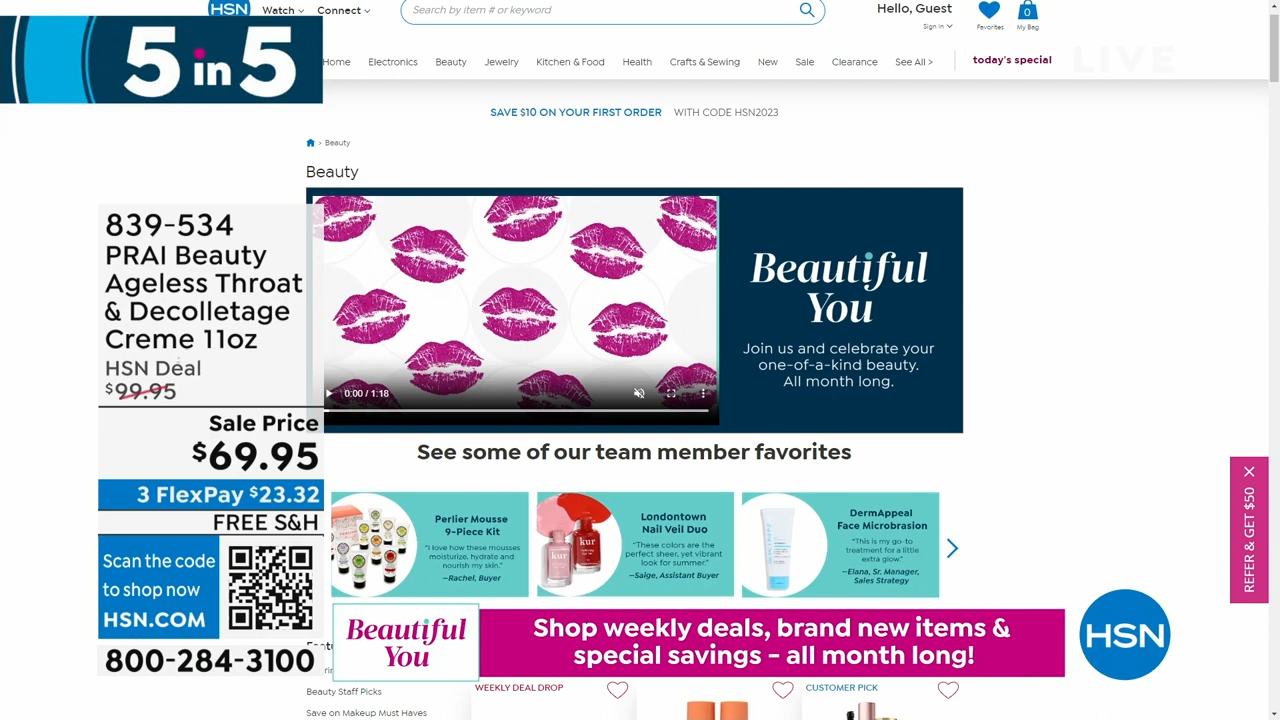 HSN
Watch
Connect
Search by item # or keyword
Hello, Guest
Sign In
Favorites
0
My Bag
5 in 5
Home
Electronics
Beauty
Jewelry
Kitchen & Food
Health
Crafts & Sewing
New
Sale
Clearance
See All >
today's special
LIVE
SAVE $10 ON YOUR FIRST ORDER WITH CODE HSN2023
> Beauty
Beauty
839-534
PRAI Beauty
Ageless Throat
& Decolletage
Creme 11oz
HSN Deal
$99.95
Sale Price
$69.95
3 FlexPay $23.32
FREE S&H
Scan the code
to shop now
HSN.COM
800-284-3100
0:00 / 1:18
Beautiful
You
Join us and celebrate your
one-of-a-kind beauty.
All month long.
See some of our team member favorites
Perlier Mousse
9-Piece Kit
"I love how these mousses
moisturize, hydrate and
nourish my skin."
—Rachel, Buyer
kur
kur
Londontown
Nail Veil Duo
"These colors are the
perfect sheer, yet vibrant
look for summer."
—Saige, Assistant Buyer
DermAppeal
Face Microbrasion
"This is my go-to
treatment for a little
extra glow."
—Elana, Sr. Manager,
Sales Strategy
REFER & GET $50
Beautiful
You
Shop weekly deals, brand new items &
special savings - all month long!
HSN
Beauty Staff Picks
Save on Makeup Must Haves
WEEKLY DEAL DROP
CUSTOMER PICK